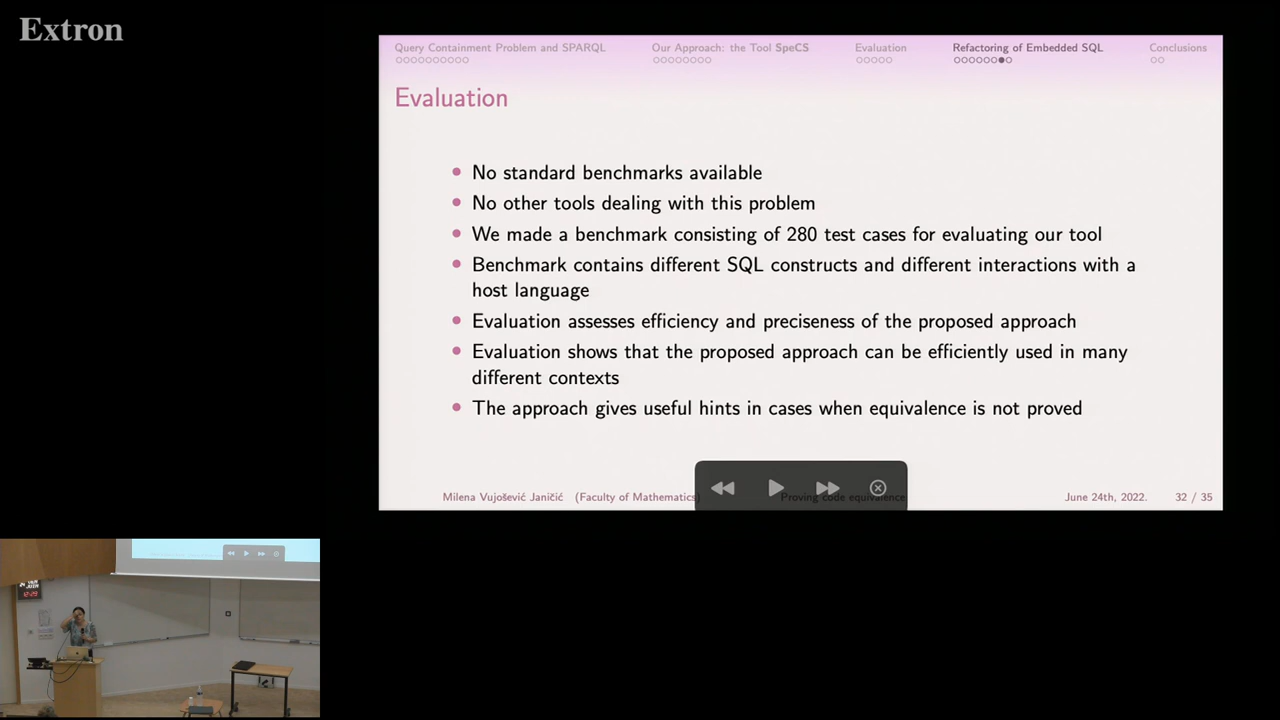 Extron
Query Containment Problem and SPARQL
Our Approach: the Tool SpeCS
Evaluation
Refactoring of Embedded SQL
Conclusions
Evaluation
No standard benchmarks available
No other tools dealing with this problem
We made a benchmark consisting of 280 test cases for evaluating our tool
Benchmark contains different SQL constructs and different interactions with a
host language
Evaluation assesses efficiency and preciseness of the proposed approach
Evaluation shows that the proposed approach can be efficiently used in many
different contexts
The approach gives useful hints in cases when equivalence is not proved
Milena Vujošević Janičić (Faculty of Mathematics)
Proving code equivalence
June 24th, 2022.
32 / 35